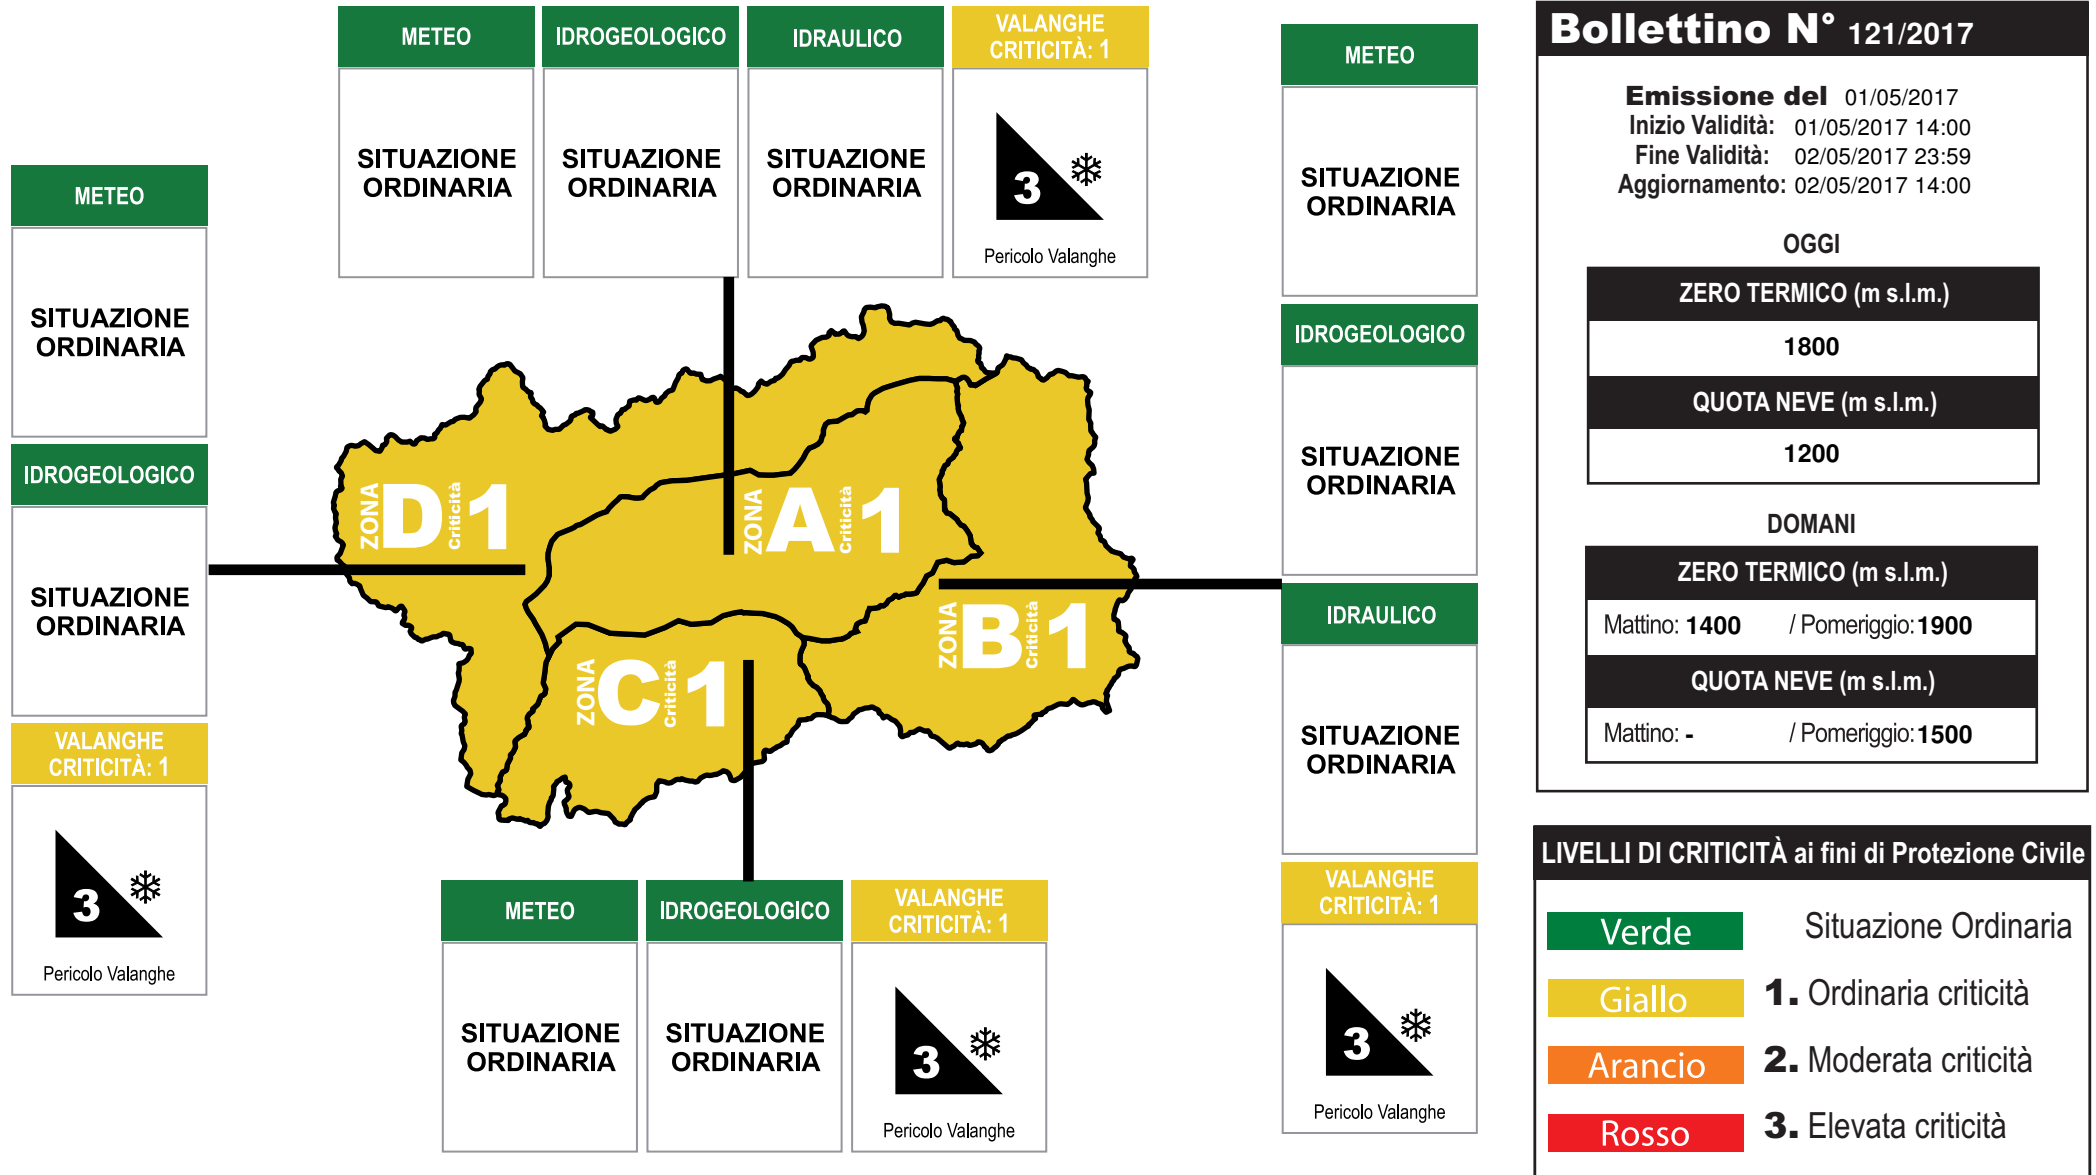 METEO
IDROGEOLOGICO
IDRAULICO
VALANGHE
CRITICITÀ: 1
SITUAZIONE
ORDINARIA
SITUAZIONE
ORDINARIA
SITUAZIONE
ORDINARIA
3
Pericolo Valanghe
METEO
SITUAZIONE
ORDINARIA
IDROGEOLOGICO
SITUAZIONE
ORDINARIA
VALANGHE
CRITICITÀ: 1
3
Pericolo Valanghe
ZONA D Criticità 1
ZONA A Criticità 1
ZONA B Criticità 1
ZONA C Criticità 1
METEO
IDROGEOLOGICO
VALANGHE
CRITICITÀ: 1
SITUAZIONE
ORDINARIA
SITUAZIONE
ORDINARIA
3
Pericolo Valanghe
METEO
SITUAZIONE
ORDINARIA
IDROGEOLOGICO
SITUAZIONE
ORDINARIA
IDRAULICO
SITUAZIONE
ORDINARIA
VALANGHE
CRITICITÀ: 1
3
Pericolo Valanghe
Bollettino N° 121/2017
Emissione del 01/05/2017
Inizio Validità: 01/05/2017 14:00
Fine Validità: 02/05/2017 23:59
Aggiornamento: 02/05/2017 14:00
OGGI
ZERO TERMICO (m s.l.m.)
1800
QUOTA NEVE (m s.l.m.)
1200
DOMANI
ZERO TERMICO (m s.l.m.)
Mattino: 1400 / Pomeriggio: 1900
QUOTA NEVE (m s.l.m.)
Mattino: - / Pomeriggio: 1500
LIVELLI DI CRITICITÀ ai fini di Protezione Civile
Verde Situazione Ordinaria
Giallo 1. Ordinaria criticità
Arancio 2. Moderata criticità
Rosso 3. Elevata criticità